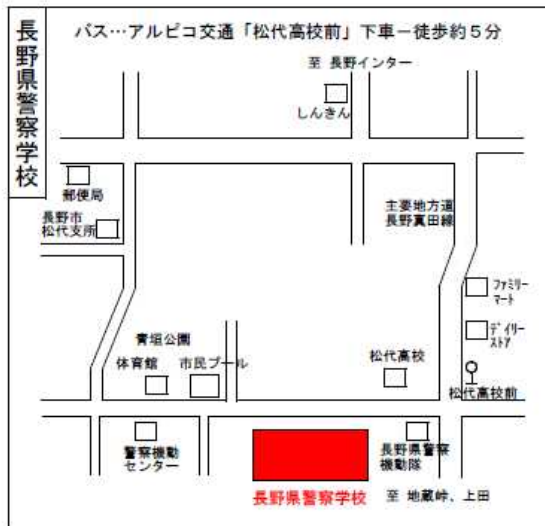 長野県警察学校
バス…アルピコ交通「松代高校前」下車－徒歩約５分
至 長野インター
しんきん
郵便局
長野市
松代支所
主要地方道
長野真田線
ﾌｧﾐﾘｰ
ﾏｰﾄ
ﾃﾞｲﾘｰ
ｽﾄｱ
青垣公園
体育館
市民プール
松代高校
松代高校前
警察機動
センター
長野県警察
機動隊
長野県警察学校
至 地蔵峠、上田